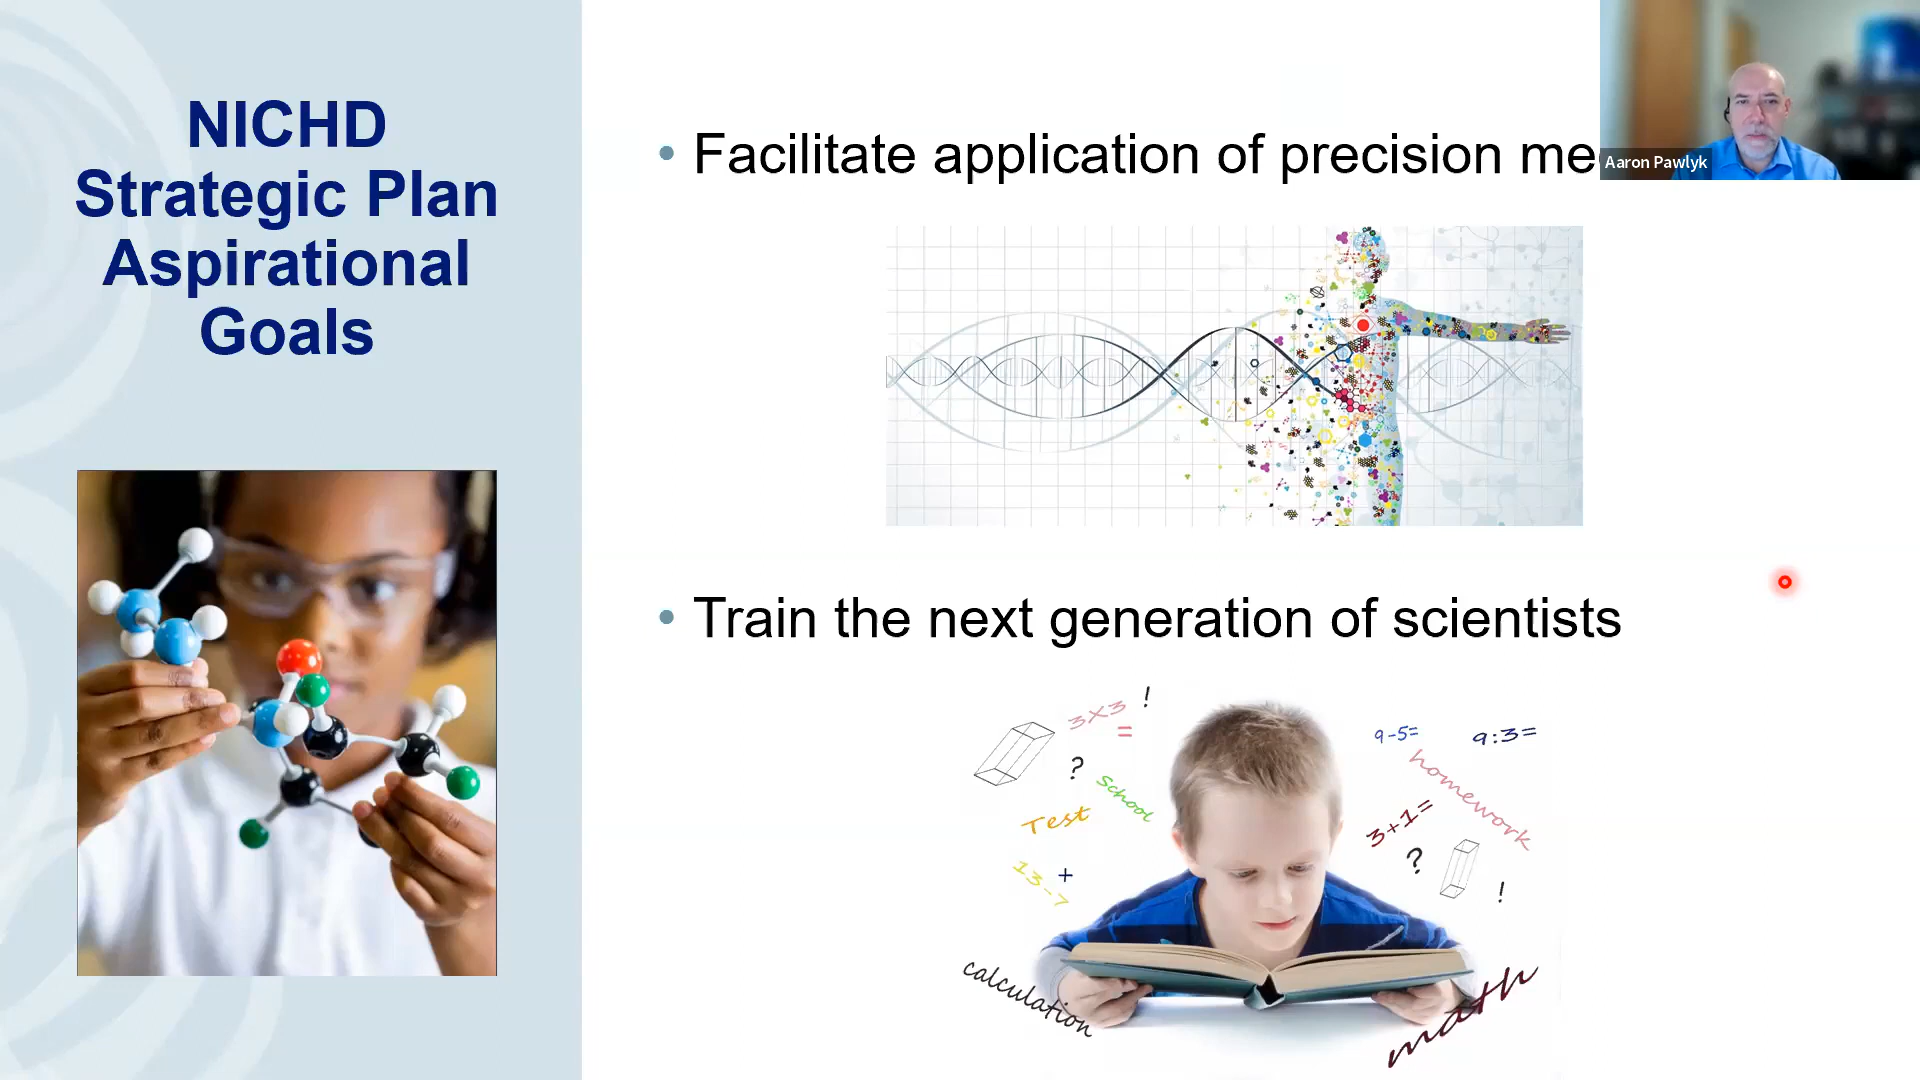 NICHD
Strategic Plan
Aspirational
Goals
• Facilitate application of precision me
Aaron Pawlyk
• Train the next generation of scientists
3x3
=
!
?
School
Test
13-7
+
calculation
9-5=
9:3=
homework
3+1=
?
!
math